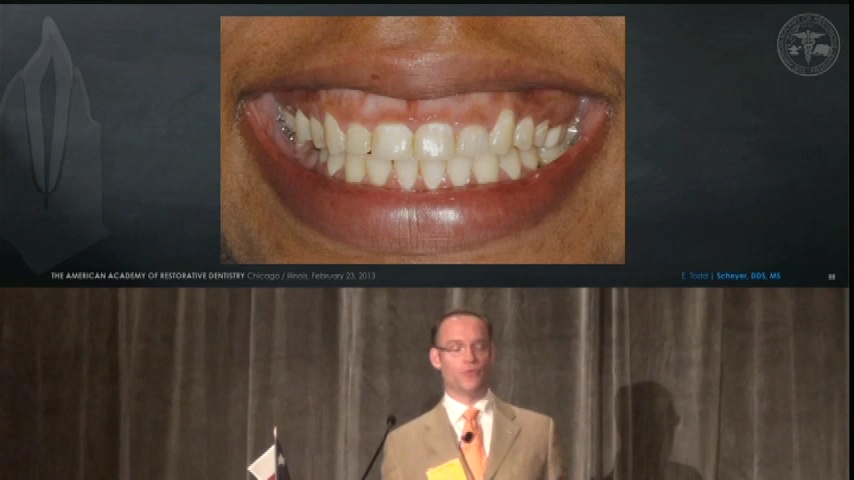 THE AMERICAN ACADEMY OF RESTORATIVE DENTISTRY Chicago / Illinois, February 23, 2013
E. Todd | Scheyer, DDS, MS